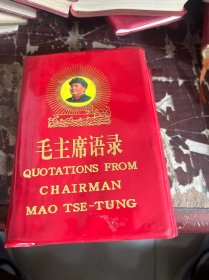 毛主席语录
QUOTATIONS FROM
CHAIRMAN
MAO TSE-TUNG